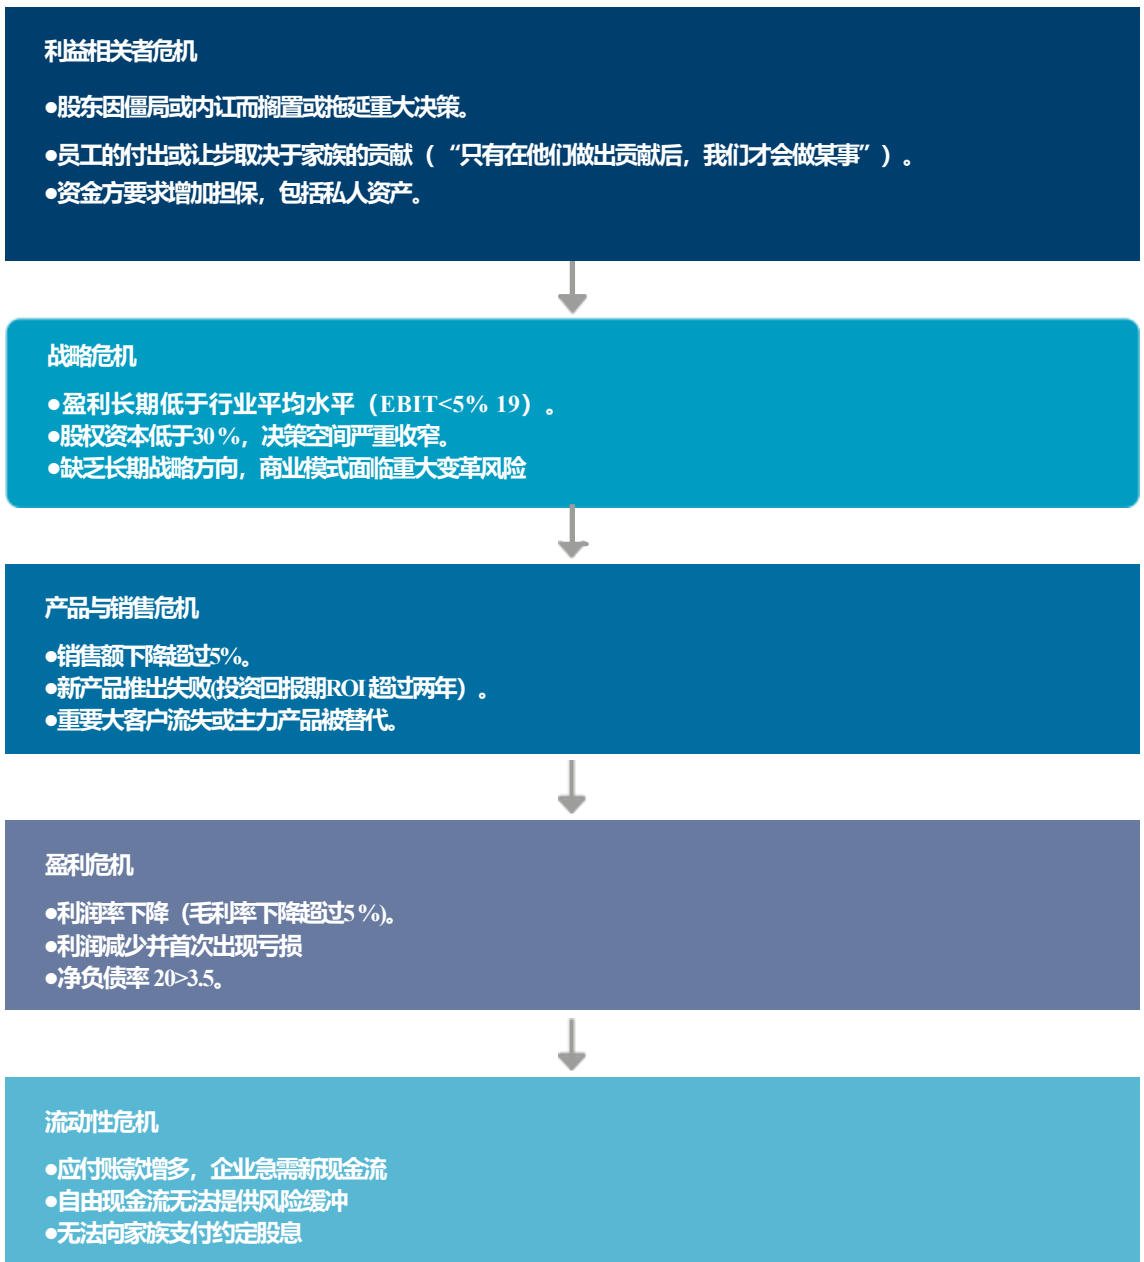 利益相关者危机
●股东因僵局或内讧而搁置或拖延重大决策。
●员工的付出或让步取决于家族的贡献（“只有在他们做出贡献后，我们才会做某事”）。
●资金方要求增加担保，包括私人资产。
战略危机
●盈利长期低于行业平均水平（EBIT<5% 19）。
●股权资本低于30%，决策空间严重收窄。
●缺乏长期战略方向，商业模式面临重大变革风险
产品与销售危机
●销售额下降超过5%。
●新产品推出失败(投资回报期ROI 超过两年）。
●重要大客户流失或主力产品被替代。
盈利危机
●利润率下降（毛利率下降超过5%)。
●利润减少并首次出现亏损
●净负债率 20>3.5。
流动性危机
●应付账款增多，企业急需新现金流
●自由现金流无法提供风险缓冲
●无法向家族支付约定股息